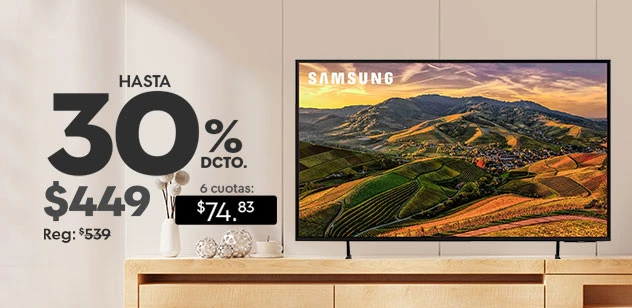 HASTA
30%
DCTO.
$449
Reg: $539
6 cuotas:
$74.83
SAMSUNG